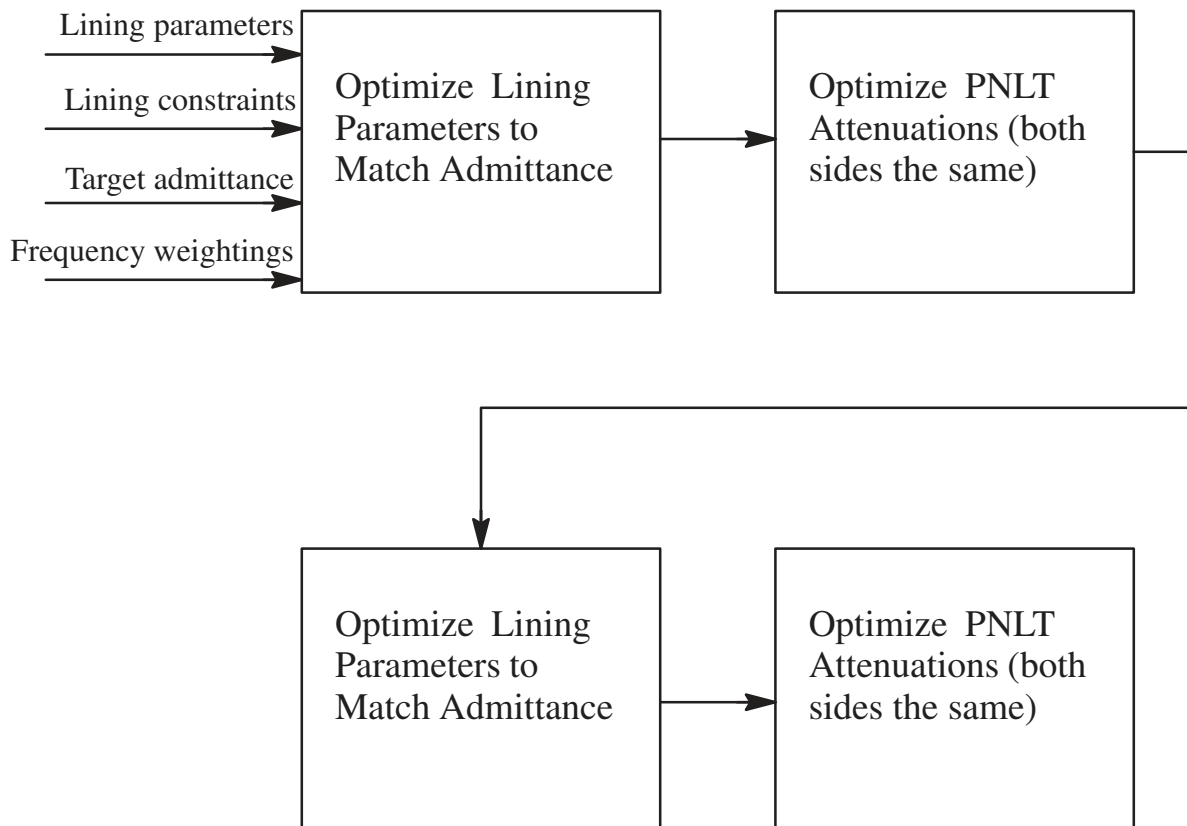 Lining parameters
Lining constraints
Target admittance
Frequency weightings
Optimize Lining
Parameters to
Match Admittance
Optimize PNLT
Attenuations (both
sides the same)
Optimize Lining
Parameters to
Match Admittance
Optimize PNLT
Attenuations (both
sides the same)